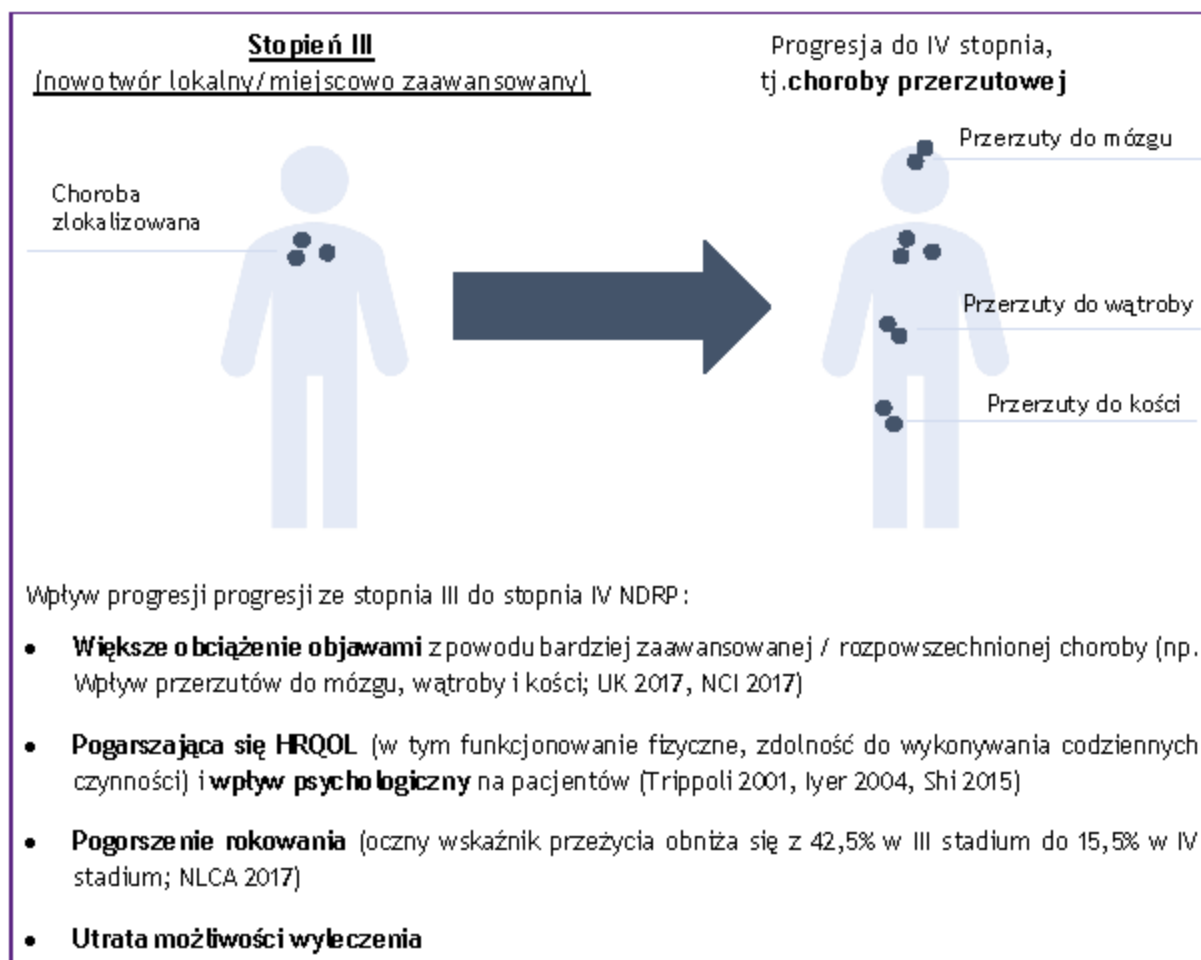 Stopień III
(nowotwór lokalny/miejscowo zaawansowany)
Progresja do IV stopnia,
tj.choroby przerzutowej
Przerzuty do mózgu
Choroba
zlokalizowana
Przerzuty do wątroby
Przerzuty do kości
Wpływ progresji progresji ze stopnia III do stopnia IV NDRP:
• Większe obciążenie objawami z powodu bardziej zaawansowanej / rozpowszechnionej choroby (np.
Wpływ przerzutów do mózgu, wątroby i kości; UK 2017, NCI 2017)
• Pogarszająca się HRQOL (w tym funkcjonowanie fizyczne, zdolność do wykonywania codziennych
czynności) i wpływ psychologiczny na pacjentów (Trippoli 2001, Iyer 2004, Shi 2015)
• Pogorszenie rokowania (oczny wskaźnik przeżycia obniża się z 42,5% w III stadium do 15,5% w IV
stadium; NLCA 2017)
• Utrata możliwości wyleczenia